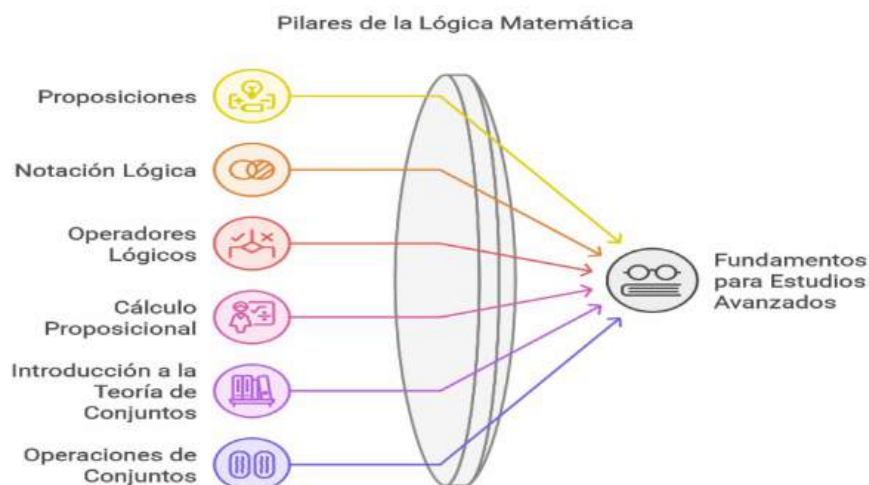 Pilares de la Lógica Matemática
Proposiciones
Notación Lógica
Operadores
Lógicos
Cálculo
Proposicional
Introducción a la
Teoría de
Conjuntos
Operaciones de
Conjuntos
Fundamentos
para Estudios
Avanzados